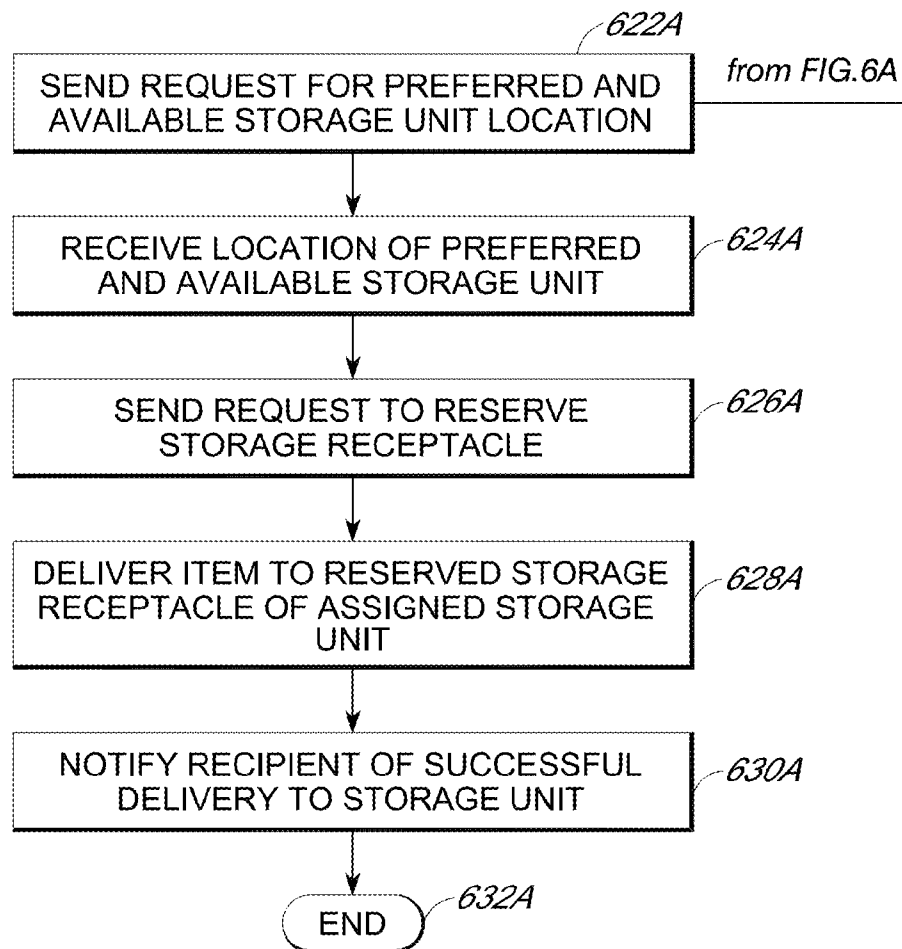 622A
from FIG.6A
SEND REQUEST FOR PREFERRED AND
AVAILABLE STORAGE UNIT LOCATION
624A
RECEIVE LOCATION OF PREFERRED
AND AVAILABLE STORAGE UNIT
626A
SEND REQUEST TO RESERVE
STORAGE RECEPTACLE
628A
DELIVER ITEM TO RESERVED STORAGE
RECEPTACLE OF ASSIGNED STORAGE
UNIT
630A
NOTIFY RECIPIENT OF SUCCESSFUL
DELIVERY TO STORAGE UNIT
632A
END